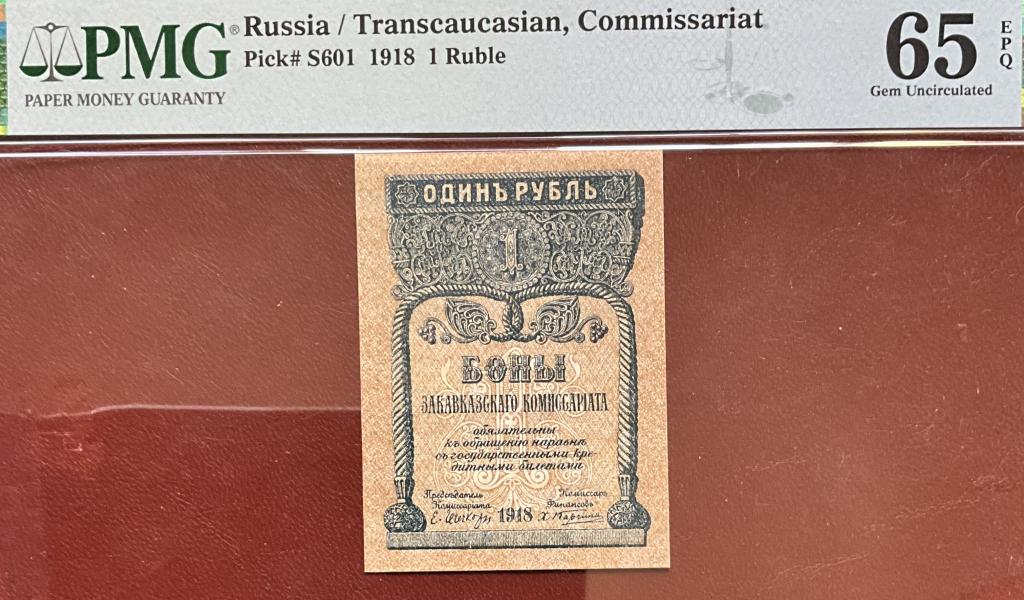 PMG® Russia / Transcaucasian, Commissariat
Pick# S601 1918 1 Ruble
PAPER MONEY GUARANTY
65 EPQ
Gem Uncirculated
ОДИНЪ РУБЛЬ
1
БОНЫ
ЗАКАВКАЗСКАГО КОМИССАРІАТА
обязательны
къ обращенію наравнѣ
съ государственными кре-
дитными билетами
Предсѣдатель Комиссаръ
Комиссаріата Финансовъ
1918